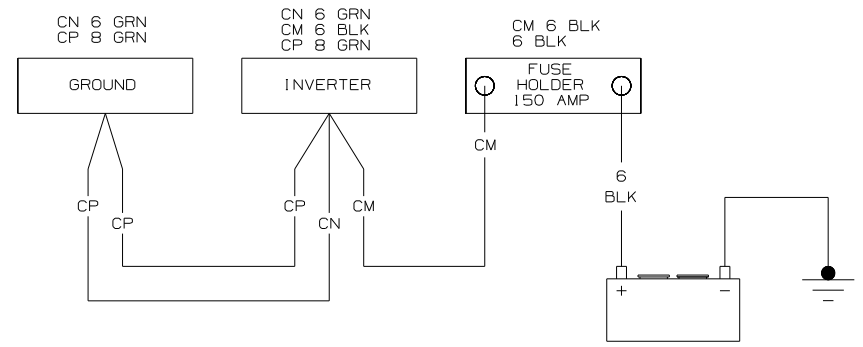 CN 6 GRN
CP 8 GRN
CN 6 GRN
CM 6 BLK
CP 8 GRN
CM 6 BLK
6 BLK
GROUND
INVERTER
FUSE
HOLDER
150 AMP
CM
6
BLK
CP
CP
CP
CN
CM
+
−